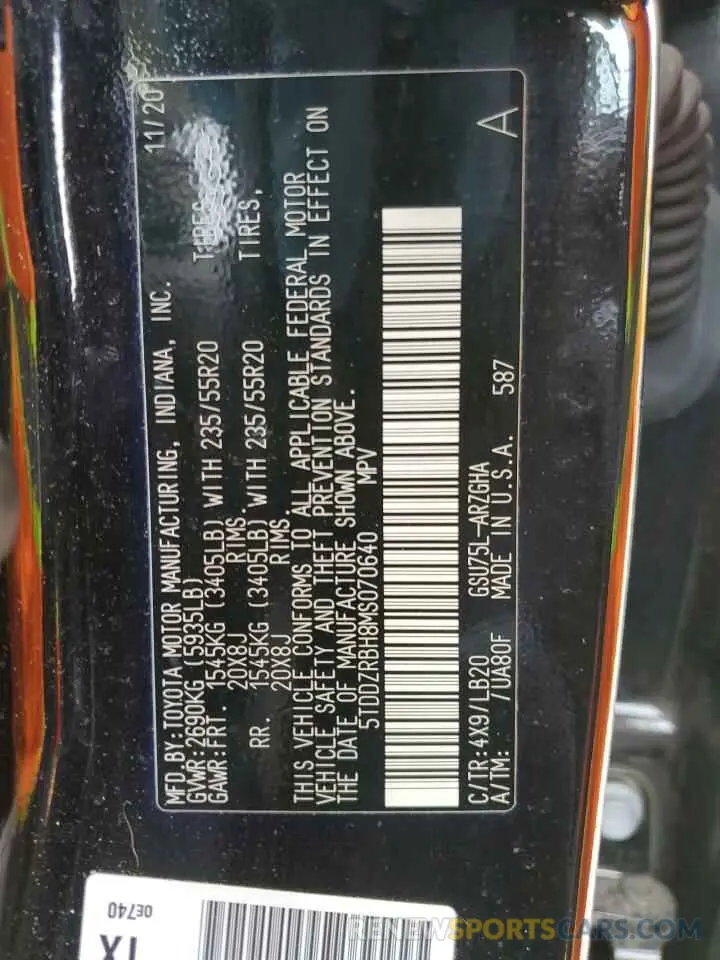 MFD.BY:TOYOTA MOTOR MANUFACTURING, INDIANA, INC. 11/20
GVWR:2690KG (5935LB)
GAWR:FRT. 1545KG (3405LB) WITH 235/55R20 TIRES,
20X8J RIMS
RR. 1545KG (3405LB) WITH 235/55R20 TIRES,
20X8J RIMS.
THIS VEHICLE CONFORMS TO ALL APPLICABLE FEDERAL MOTOR
VEHICLE SAFETY AND THEFT PREVENTION STANDARDS IN EFFECT ON
THE DATE OF MANUFACTURE SHOWN ABOVE.
5TDDZRBH8MS070640 MPV
A
C/TR:4X9/LB20 GSU75L-ARZGHA
A/TM: /UA80F MADE IN U.S.A. 587
0E740
1X
RENEWSPORTSCARS.COM